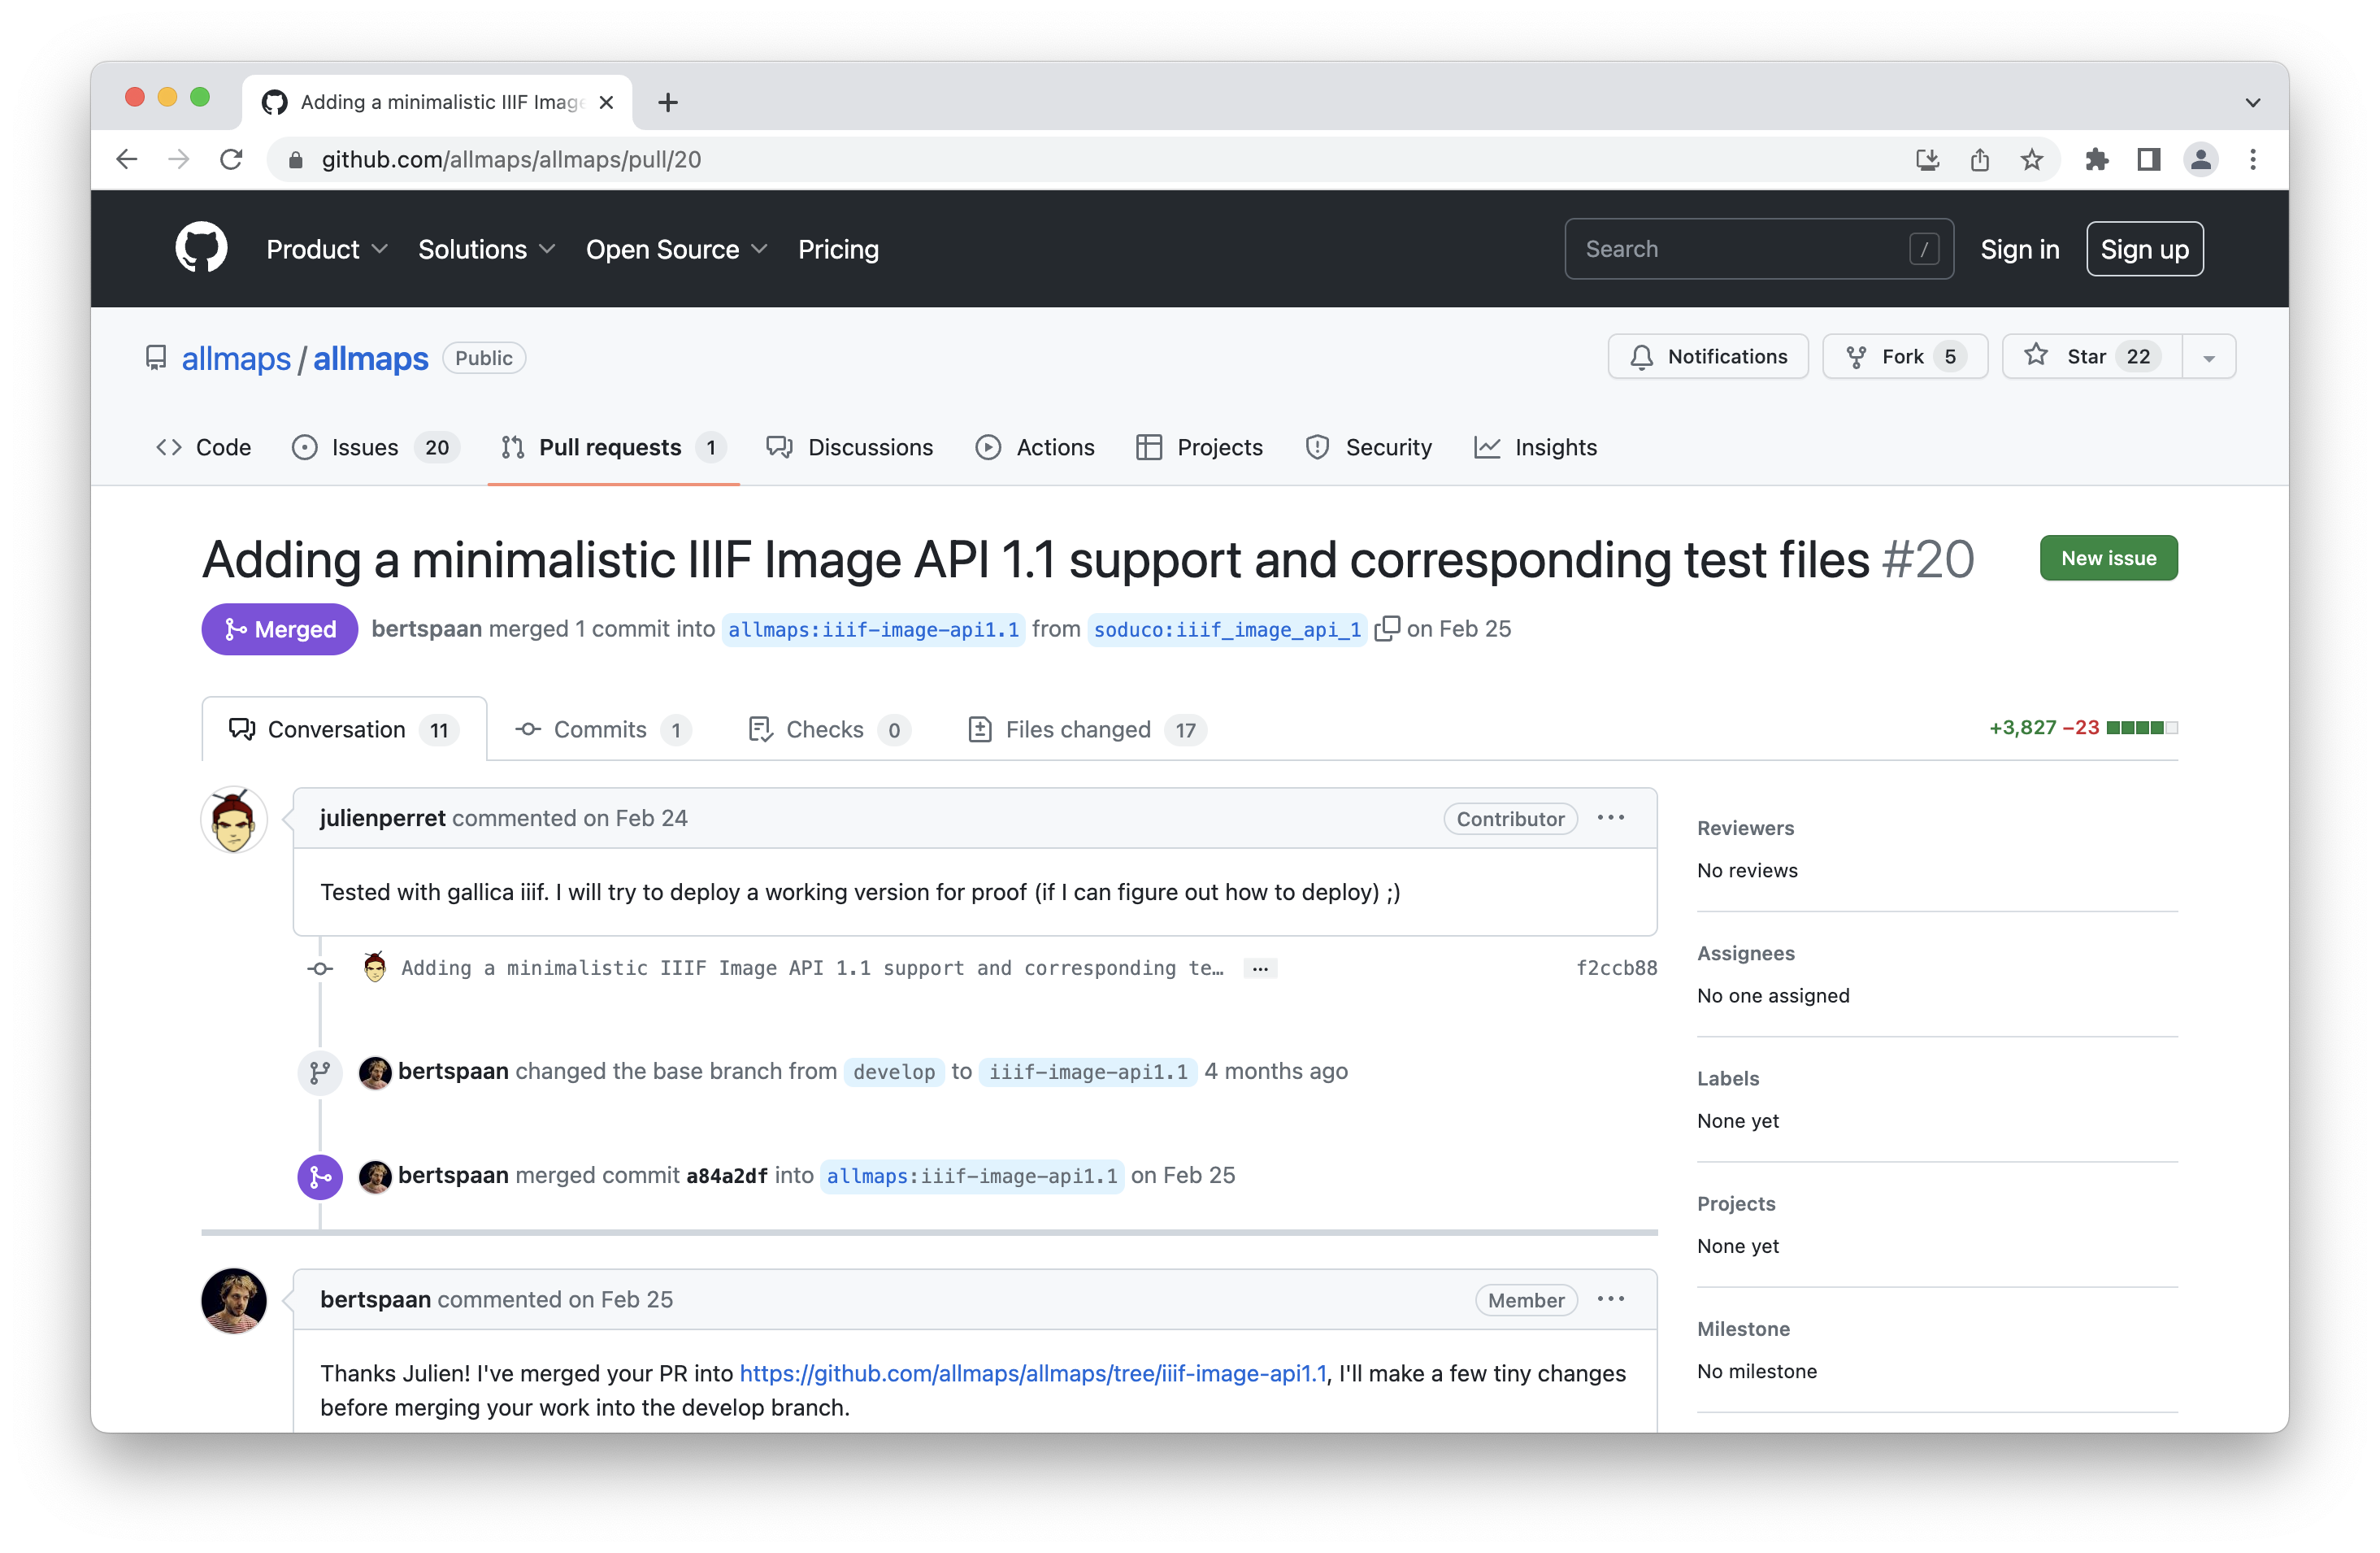 Adding a minimalistic IIIF Image
github.com/allmaps/allmaps/pull/20
Product Solutions Open Source Pricing Search / Sign in Sign up
allmaps / allmaps Public Notifications Fork 5 Star 22
Code Issues 20 Pull requests 1 Discussions Actions Projects Security Insights
Adding a minimalistic IIIF Image API 1.1 support and corresponding test files #20 New issue
Merged bertspaan merged 1 commit into allmaps:iiif-image-api1.1 from soduco:iiif_image_api_1 on Feb 25
Conversation 11 Commits 1 Checks 0 Files changed 17 +3,827 −23
julienperret commented on Feb 24 Contributor ...
Tested with gallica iiif. I will try to deploy a working version for proof (if I can figure out how to deploy) ;)
Adding a minimalistic IIIF Image API 1.1 support and corresponding te… ... f2ccb88
bertspaan changed the base branch from develop to iiif-image-api1.1 4 months ago
bertspaan merged commit a84a2df into allmaps:iiif-image-api1.1 on Feb 25
bertspaan commented on Feb 25 Member ...
Thanks Julien! I've merged your PR into https://github.com/allmaps/allmaps/tree/iiif-image-api1.1, I'll make a few tiny changes
before merging your work into the develop branch.
Reviewers
No reviews
Assignees
No one assigned
Labels
None yet
Projects
None yet
Milestone
No milestone